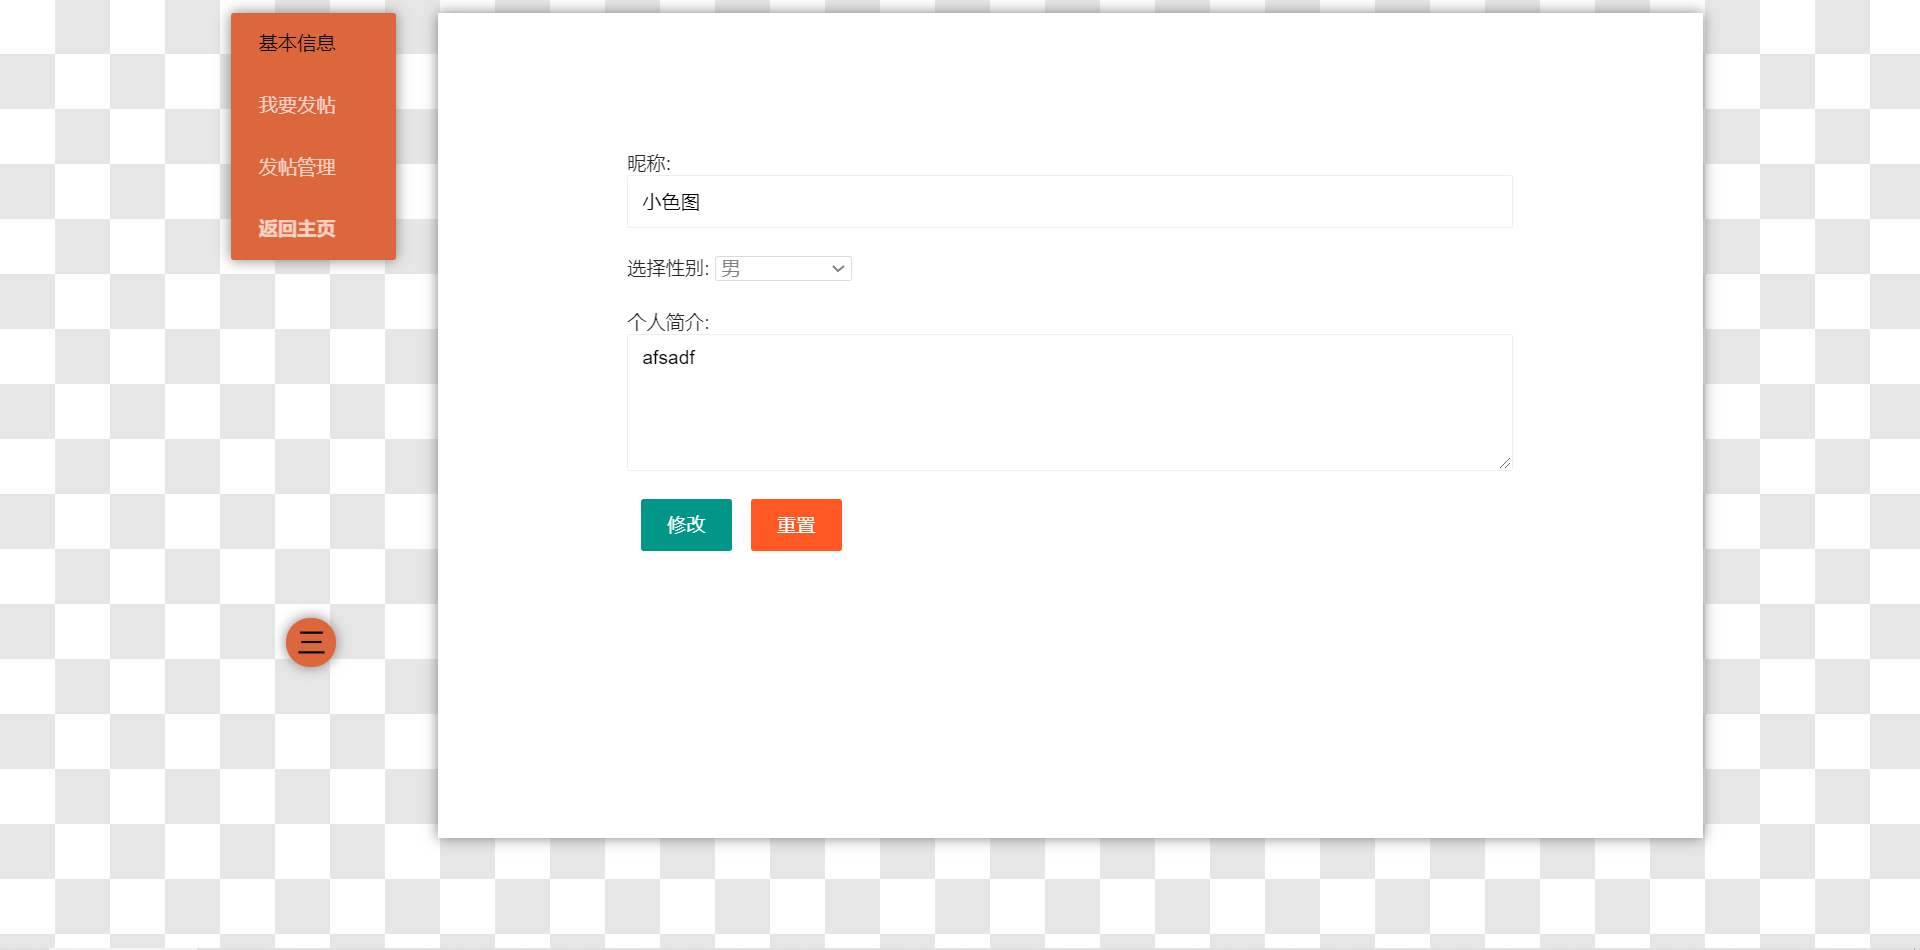 基本信息
我要发帖
发帖管理
返回主页
昵称:
小色图
选择性别: 男
个人简介:
afsadf
修改 重置